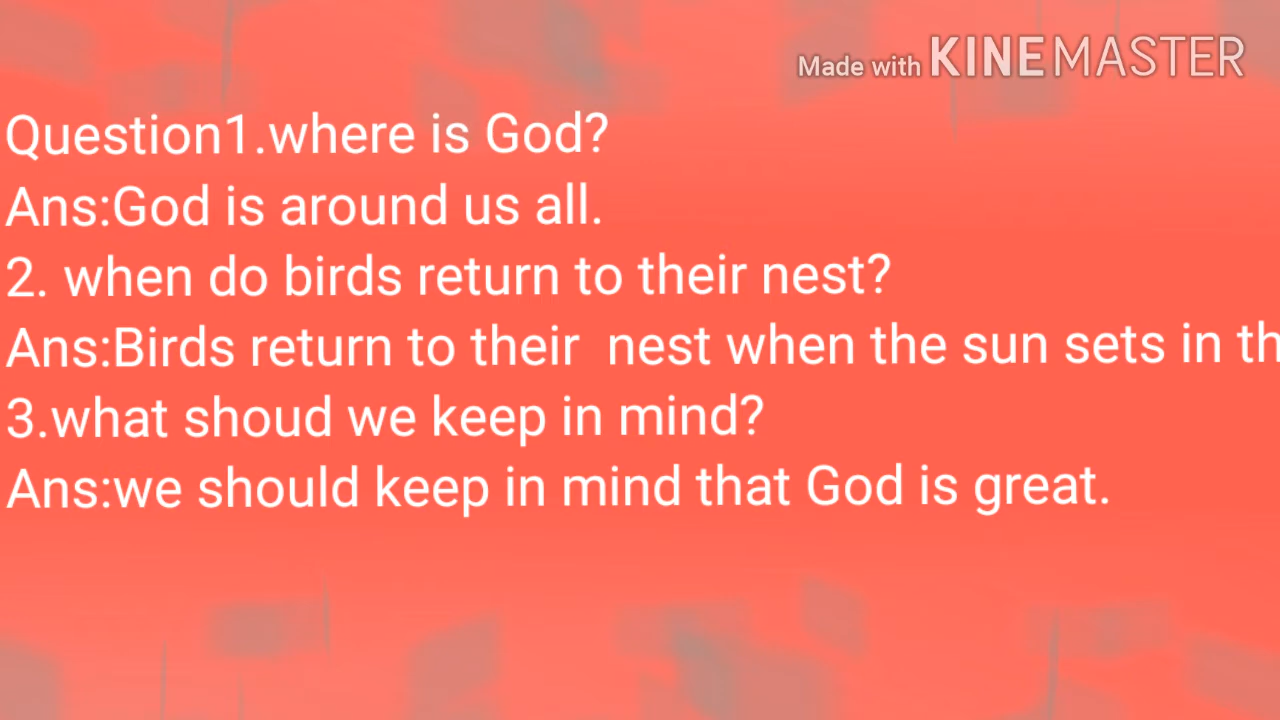 Made with KINEMASTER
Question1.where is God?
Ans:God is around us all.
2. when do birds return to their nest?
Ans:Birds return to their  nest when the sun sets in
3.what shoud we keep in mind?
Ans:we should keep in mind that God is great.